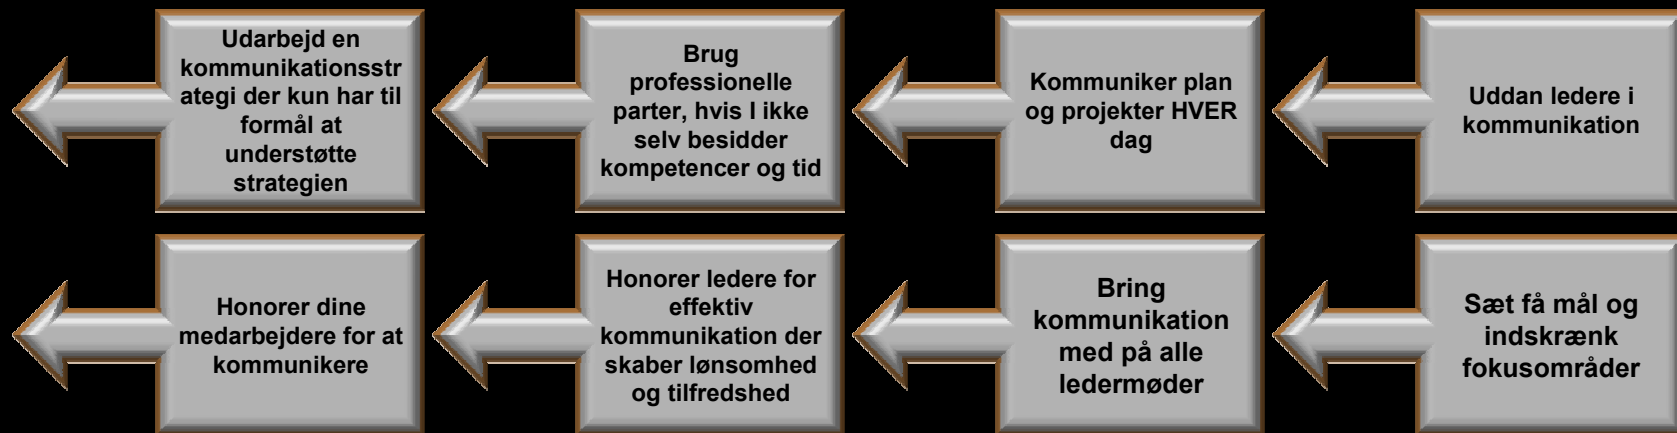 Udarbejd en
kommunikationsstr
ategi der kun har til
formål at
understøtte
strategien
Brug
professionelle
parter, hvis I ikke
selv besidder
kompetencer og tid
Kommuniker plan
og projekter HVER
dag
Uddan ledere i
kommunikation
Honorer dine
medarbejdere for at
kommunikere
Honorer ledere for
effektiv
kommunikation der
skaber lønsomhed
og tilfredshed
Bring
kommunikation
med på alle
ledermøder
Sæt få mål og
indskrænk
fokusområder